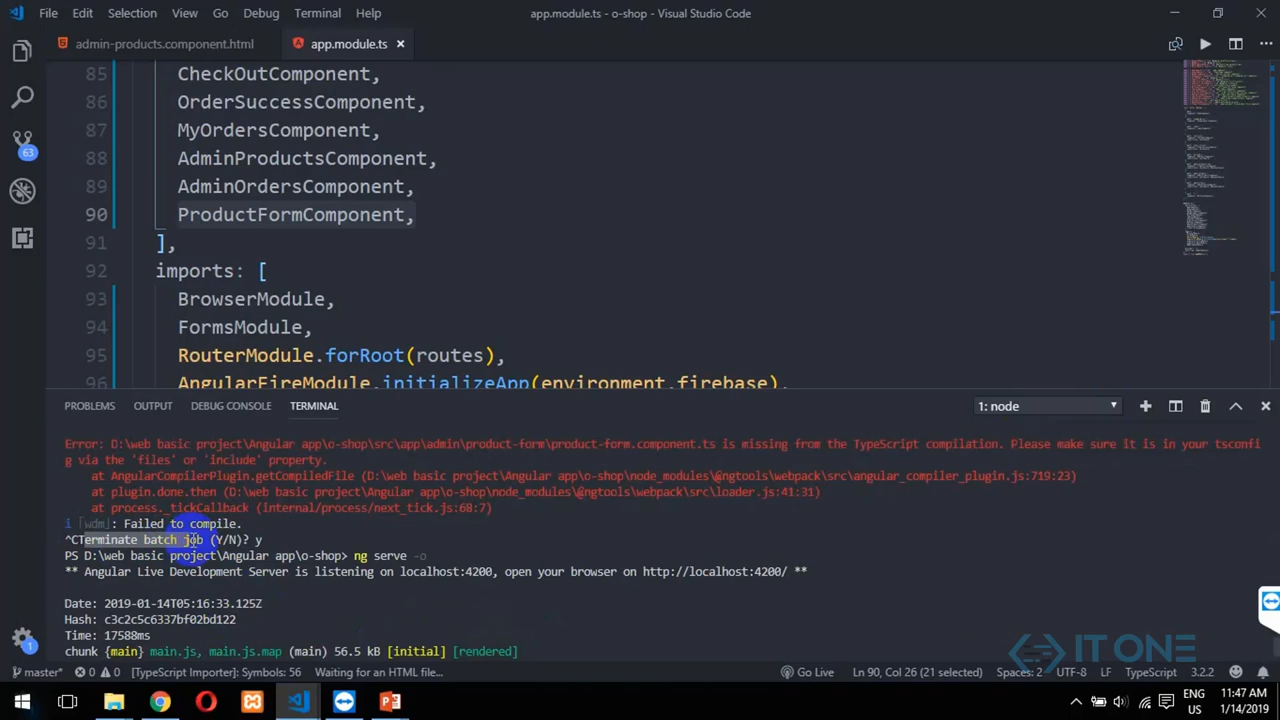 File Edit Selection View Go Debug Terminal Help
app.module.ts - o-shop - Visual Studio Code
admin-products.component.html
app.module.ts
85 CheckOutComponent,
86 OrderSuccessComponent,
87 MyOrdersComponent,
88 AdminProductsComponent,
89 AdminOrdersComponent,
90 ProductFormComponent,
91 ],
92 imports: [
93 BrowserModule,
94 FormsModule,
95 RouterModule.forRoot(routes),
96 AngularFireModule.initializeApp(environment.firebase),
63
PROBLEMS OUTPUT DEBUG CONSOLE TERMINAL
1: node
Error: D:\web basic project\Angular app\o-shop\src\app\admin\product-form\product-form.component.ts is missing from the TypeScript compilation. Please make sure it is in your tsconfi
g via the 'files' or 'include' property.
at AngularCompilerPlugin.getCompiledFile (D:\web basic project\Angular app\o-shop\node_modules\@ngtools\webpack\src\angular_compiler_plugin.js:719:23)
at plugin.done.then (D:\web basic project\Angular app\o-shop\node_modules\@ngtools\webpack\src\loader.js:41:31)
at process._tickCallback (internal/process/next_tick.js:68:7)
i ｢wdm｣: Failed to compile.
^CTerminate batch job (Y/N)? y
PS D:\web basic project\Angular app\o-shop> ng serve -o
** Angular Live Development Server is listening on localhost:4200, open your browser on http://localhost:4200/ **
Date: 2019-01-14T05:16:33.125Z
Hash: c3c2c5c6337bf02bd122
Time: 17588ms
chunk {main} main.js, main.js.map (main) 56.5 kB [initial] [rendered]
IT ONE
1
master* 0 0 [TypeScript Importer]: Symbols: 56 Waiting for an HTML file...
Go Live Ln 90, Col 26 (21 selected) Spaces: 2 UTF-8 LF TypeScript 3.2.2
1
ENG
US
11:47 AM
1/14/2019